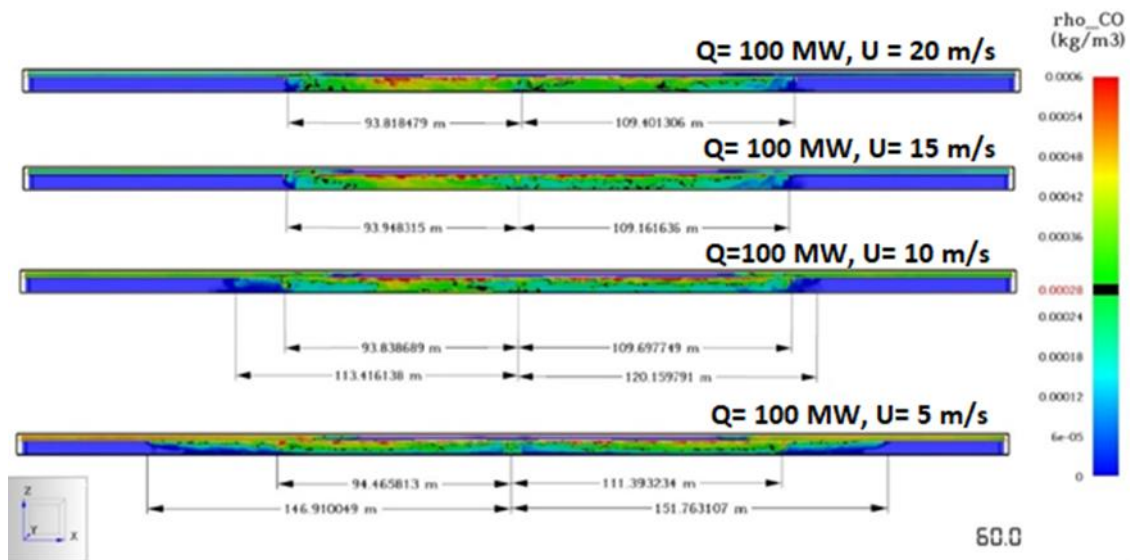 rho_CO
(kg/m3)
Q= 100 MW, U = 20 m/s
0.0006
93.818479 m
109.401306 m
0.00054
Q= 100 MW, U= 15 m/s
0.00048
0.00042
93.948315 m
109.161636 m
0.00036
Q=100 MW, U= 10 m/s
0.00028
0.00024
93.838689 m
109.697749 m
0.00018
113.416138 m
120.159791 m
0.00012
Q= 100 MW, U= 5 m/s
6e-05
0
94.465813 m
111.393234 m
146.910049 m
151.763107 m
Z
Y
X
60.0